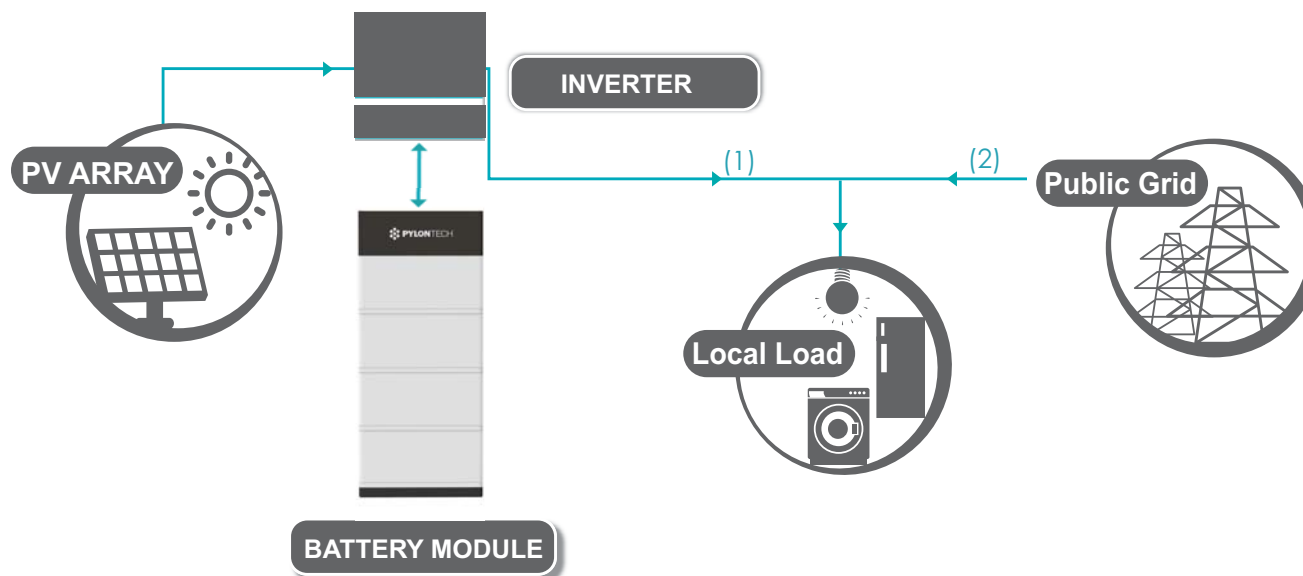 INVERTER
PV ARRAY
(1)
(2)
Public Grid
PYLONTECH
Local Load
BATTERY MODULE